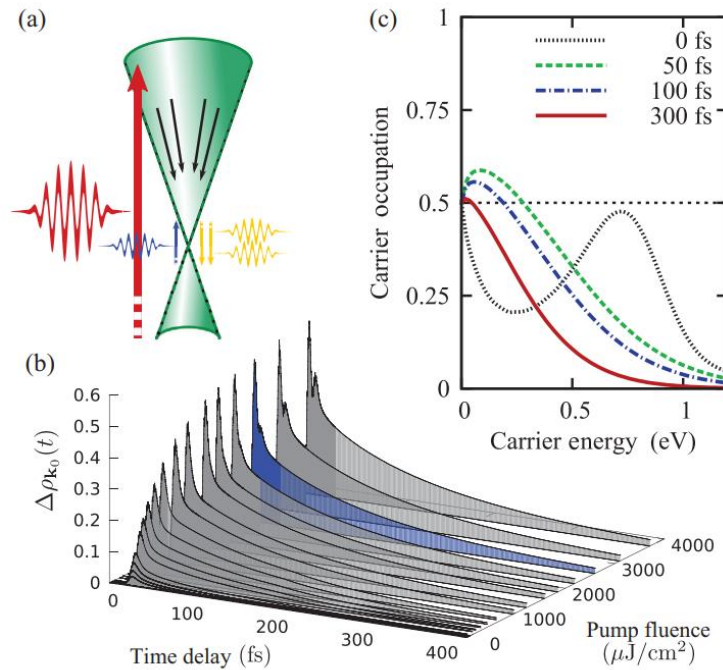 (a)
(c)
1
0.75
0.5
0.25
0
Carrier occupation
0 fs
50 fs
100 fs
300 fs
0
0.5
1
Carrier energy (eV)
(b)
0.6
0.5
0.4
0.3
0.2
0.1
0
Δρ𝐤₀(t)
0
100
200
300
400
Time delay (fs)
0
1000
2000
3000
4000
Pump fluence
(μJ/cm²)